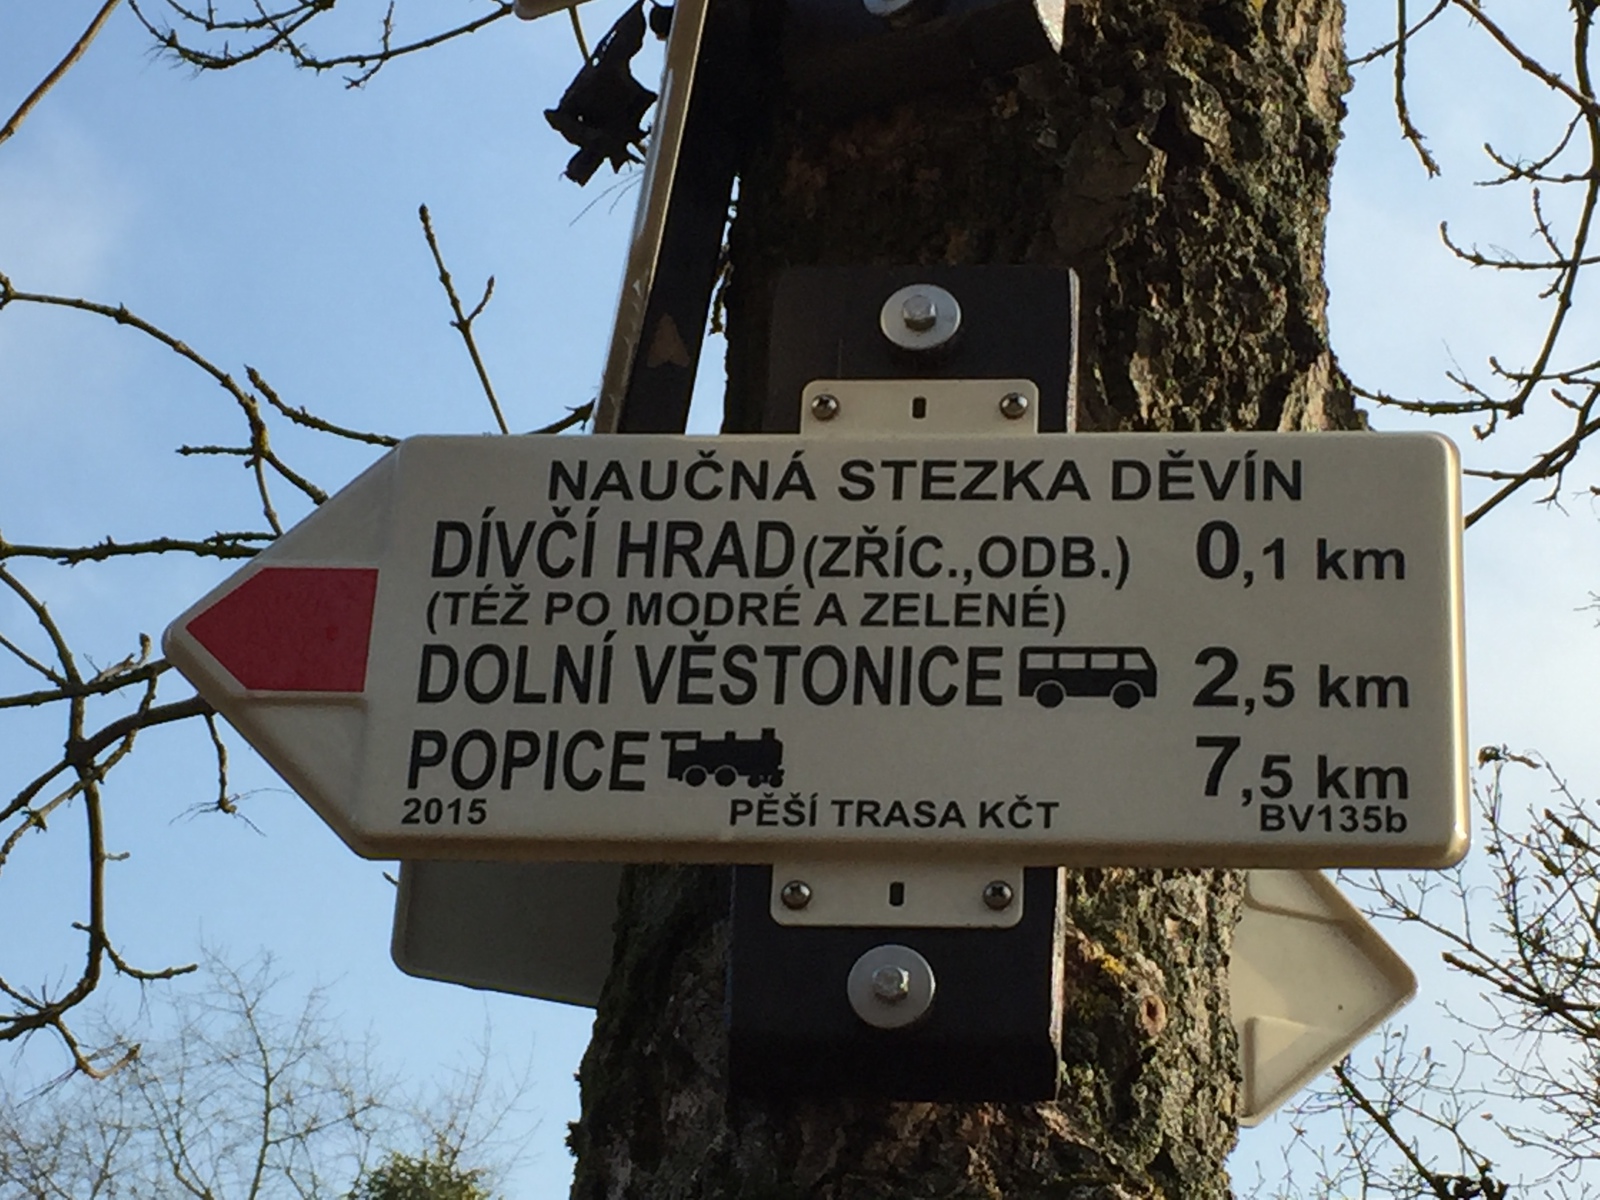 NAUČNÁ STEZKA DĚVÍN
DÍVČÍ HRAD (ZŘÍC.,ODB.) 0,1 km
(TÉŽ PO MODRÉ A ZELENÉ)
DOLNÍ VĚSTONICE 2,5 km
POPICE 7,5 km
2015 PĚŠÍ TRASA KČT BV135b